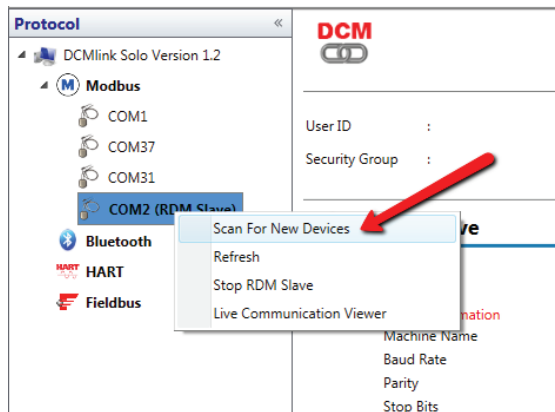 Protocol «
DCMlink Solo Version 1.2
M Modbus
COM1
COM37
COM31
COM2 (RDM Slave)
Bluetooth
HART HART
Fieldbus
Scan For New Devices
Refresh
Stop RDM Slave
Live Communication Viewer
DCM
User ID :
Security Group :
Machine Name
Baud Rate
Parity
Stop Bits